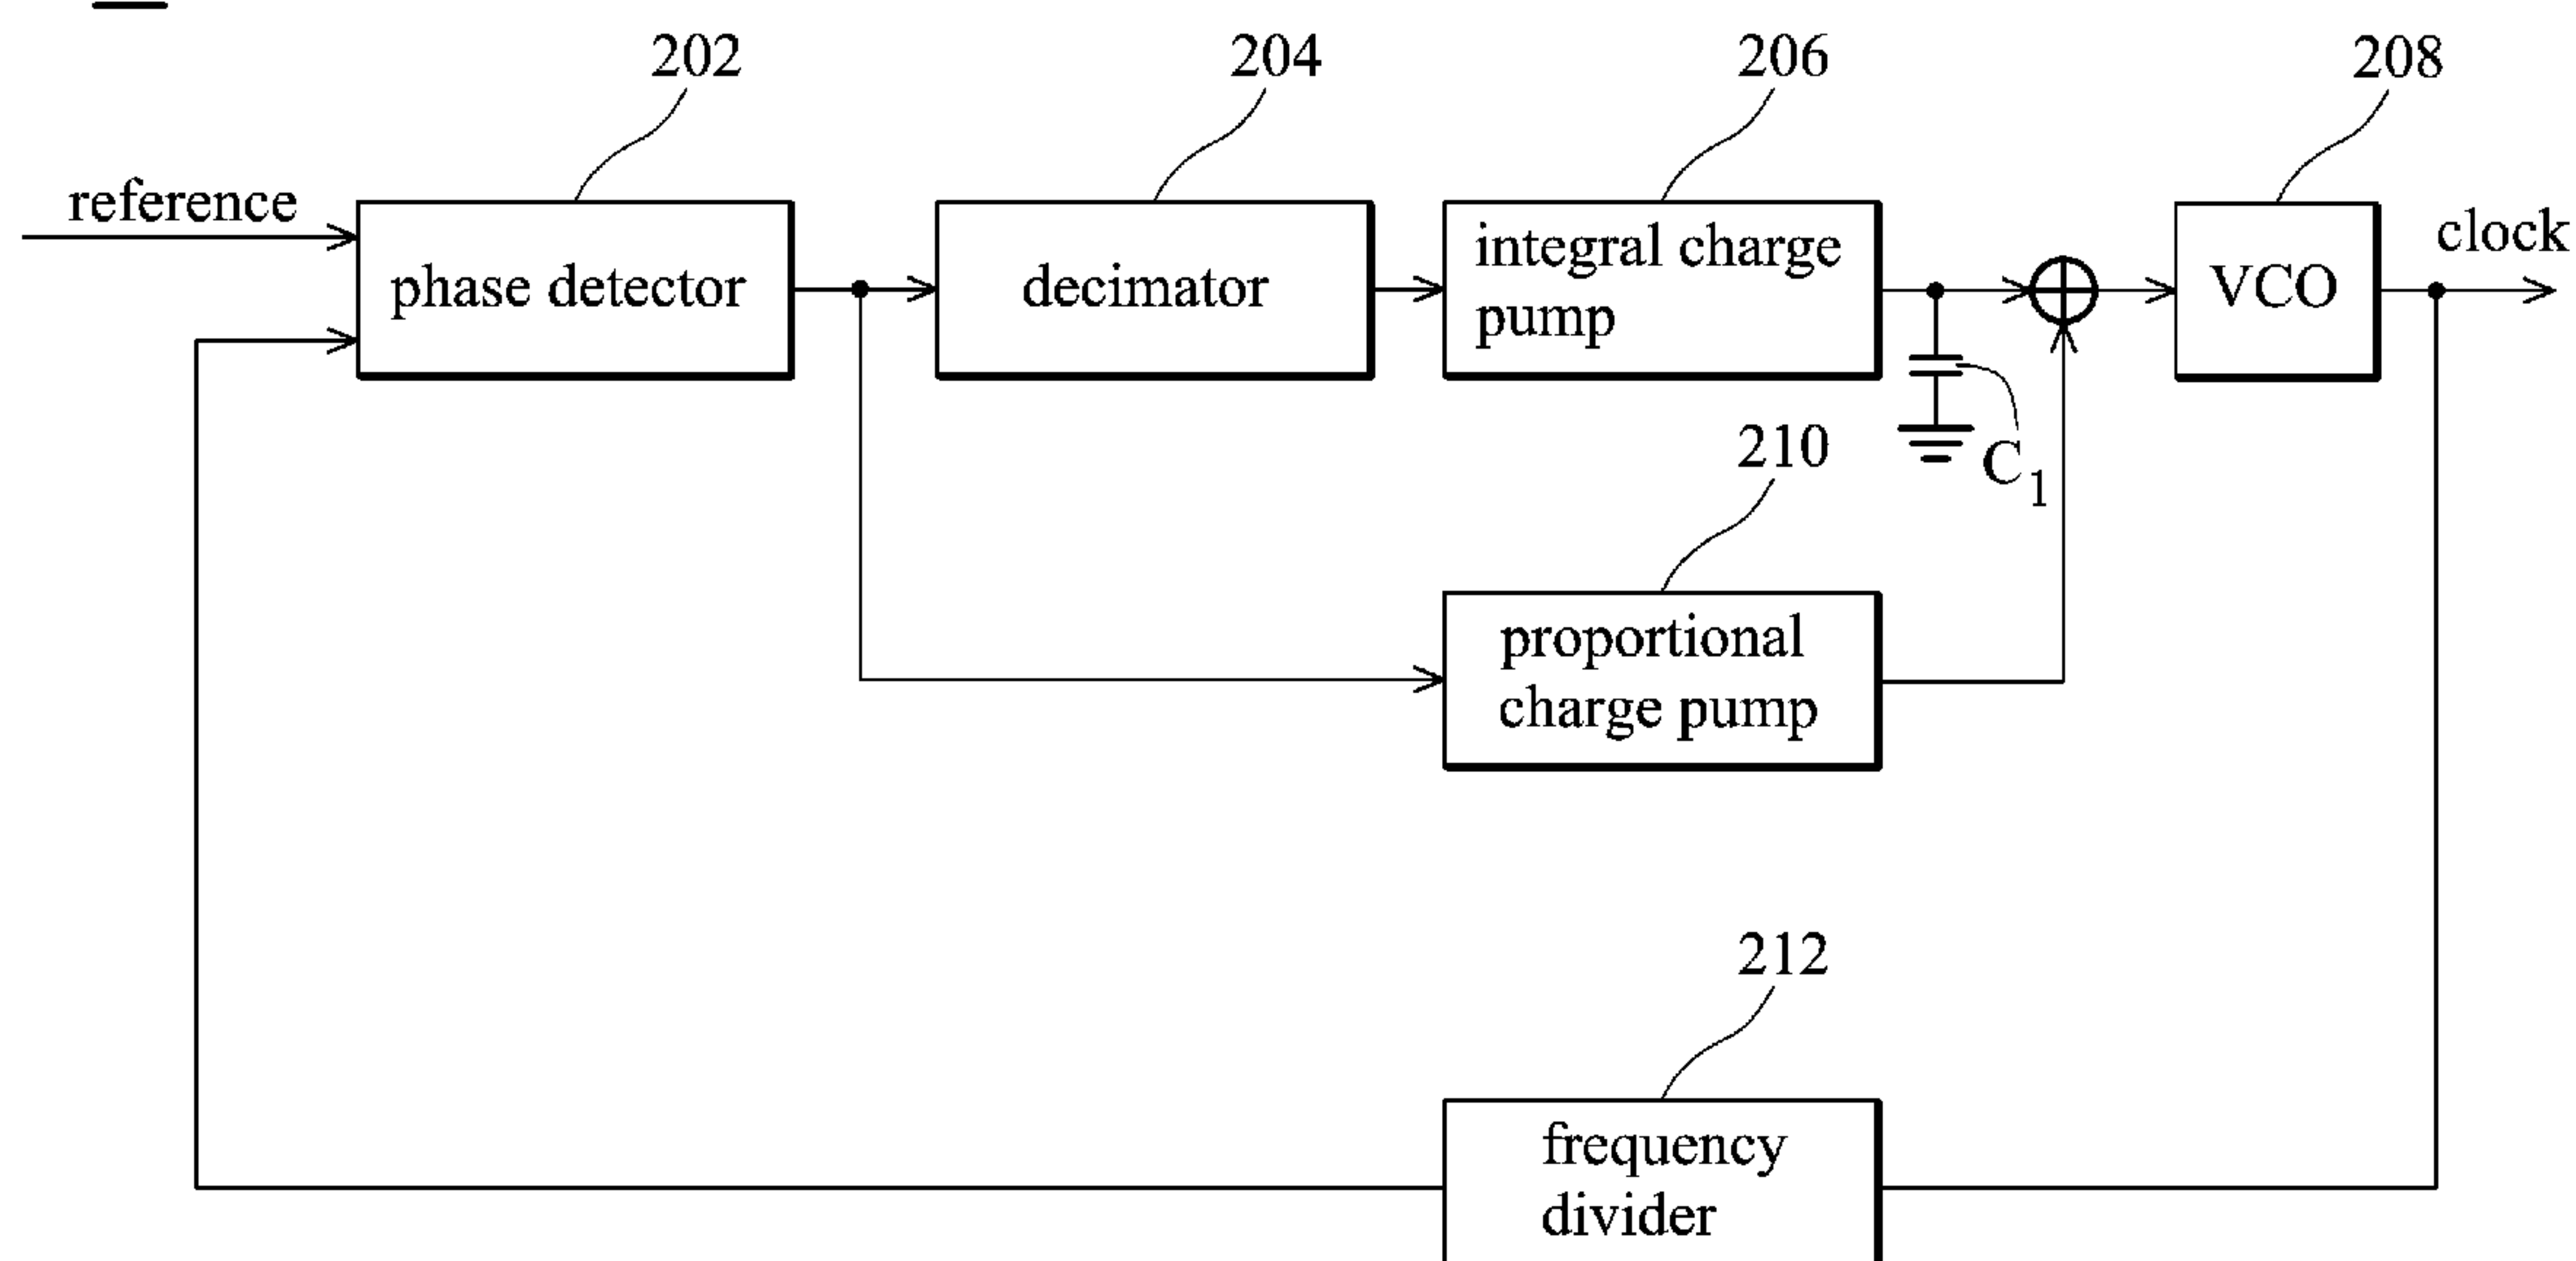 202
204
206
208
reference
phase detector
decimator
integral charge
pump
VCO
clock
C1
210
proportional
charge pump
212
frequency
divider